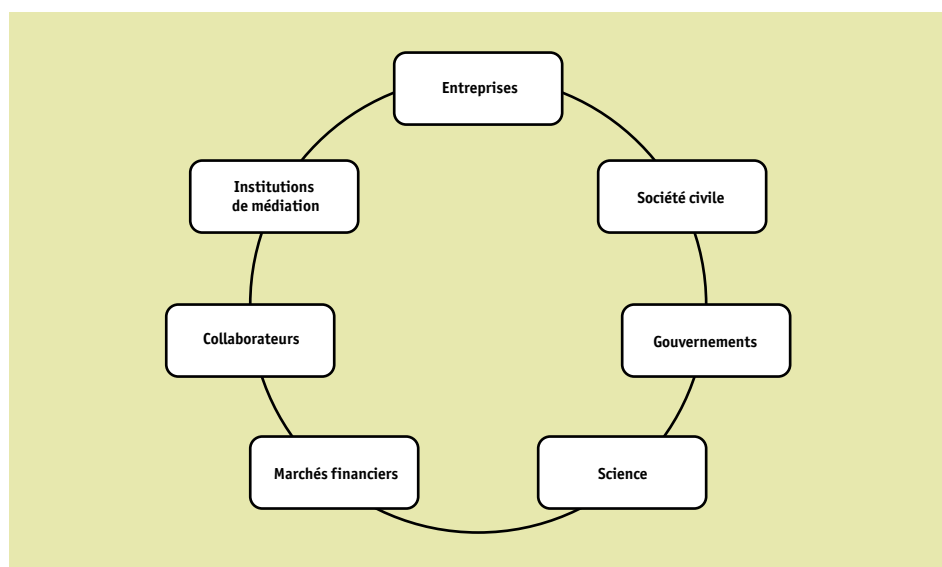 Entreprises
Institutions
de médiation
Société civile
Collaborateurs
Gouvernements
Marchés financiers
Science